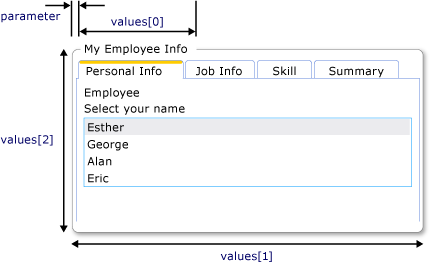 parameter
values[0]
My Employee Info
Personal Info
Job Info
Skill
Summary
Employee
Select your name
values[2]
Esther
George
Alan
Eric
values[1]